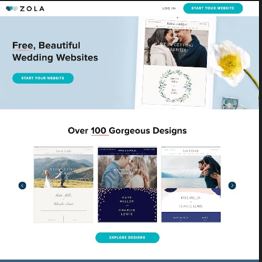 ZOLA
LOG IN
START YOUR WEBSITE
Free, Beautiful
Wedding Websites
START YOUR WEBSITE
Over 100 Gorgeous Designs
EXPLORE DESIGNS